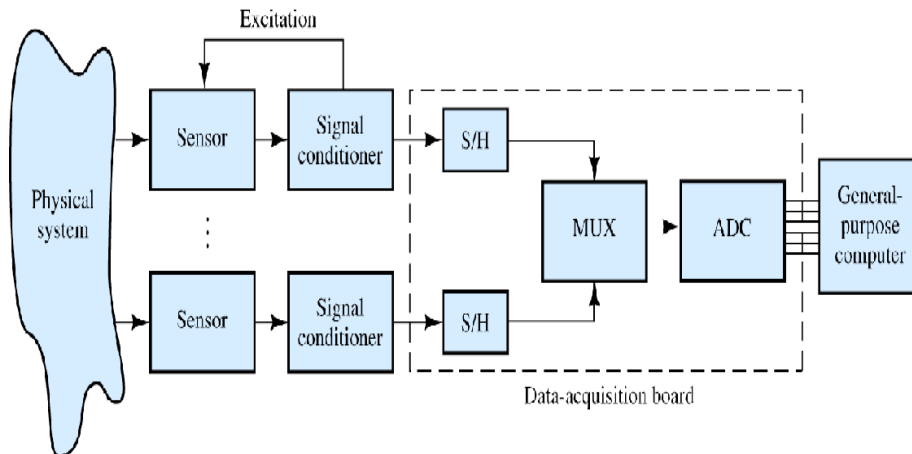 Excitation
Sensor
Signal
conditioner
S/H
Physical
system
MUX
ADC
General-
purpose
computer
Sensor
Signal
conditioner
S/H
Data-acquisition board